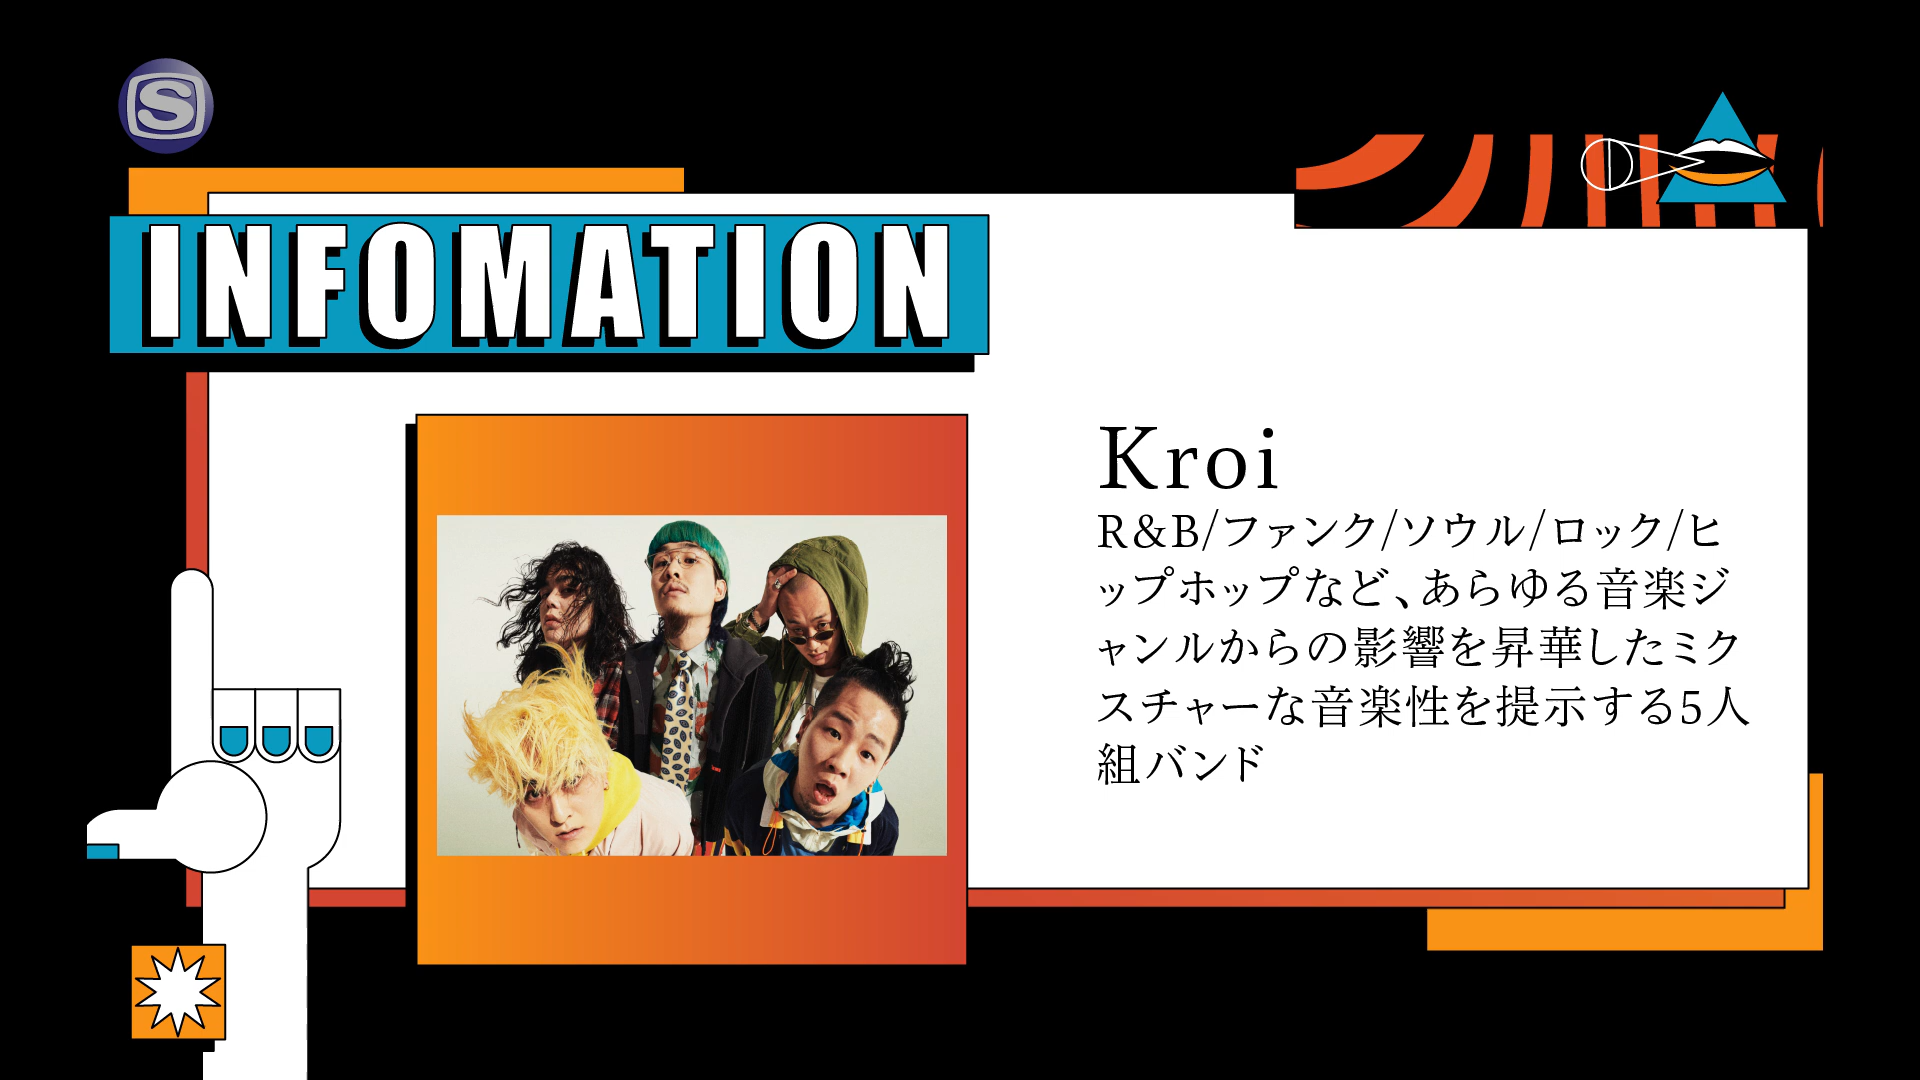 S
INFOMATION
Kroi
R&B/ファンク/ソウル/ロック/ヒ
ップホップなど、あらゆる音楽ジ
ャンルからの影響を昇華したミク
スチャーな音楽性を提示する5人
組バンド